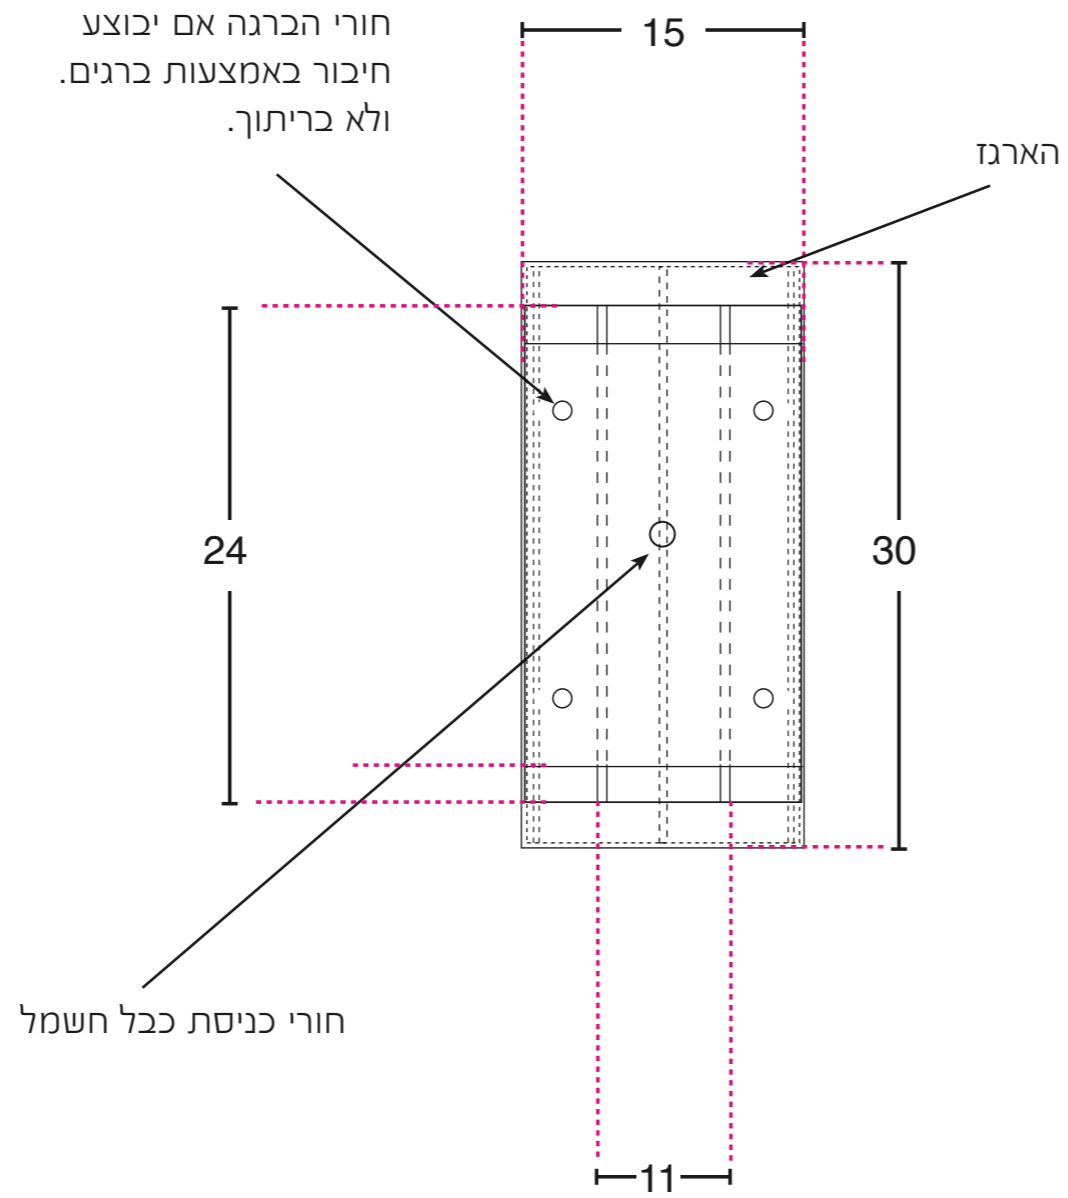 חורי הברגה אם יבוצע
חיבור באמצעות ברגים.
ולא בריתוך.
15
הארגז
24
30
חורי כניסת כבל חשמל
11